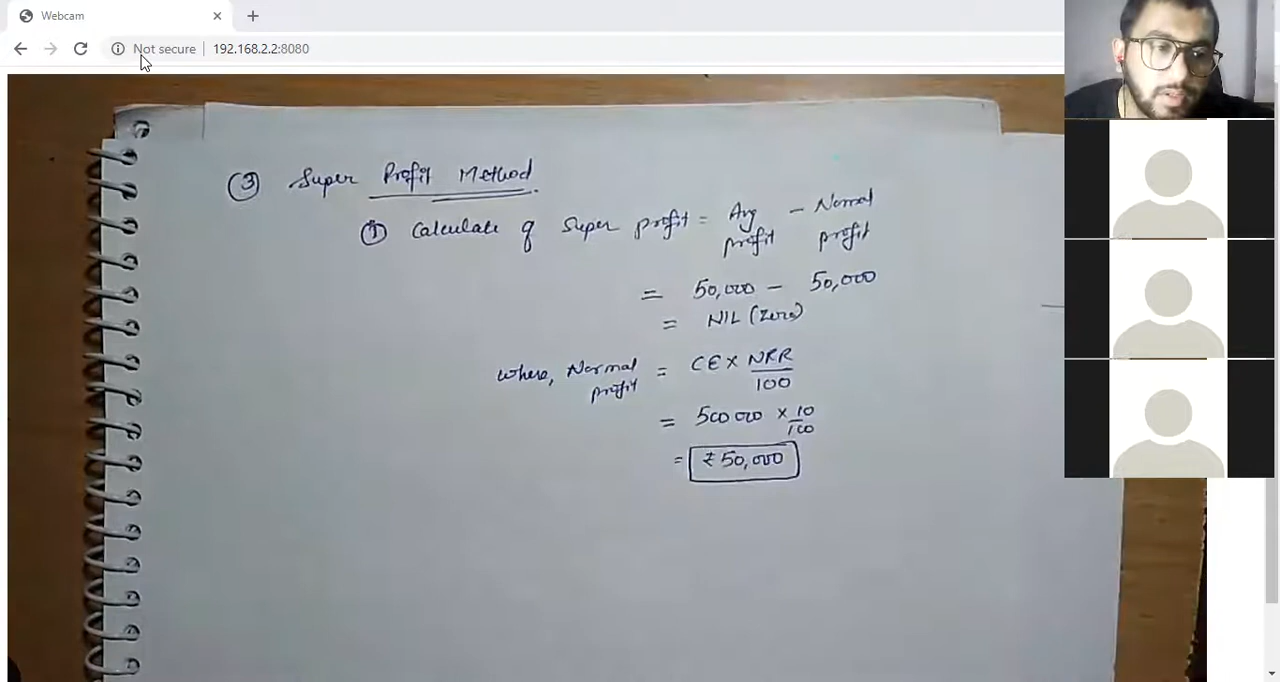 Webcam
Not secure
192.168.2.2:8080
③ Super Profit Method.
① Calculate of Super profit = Avg profit - Normal profit
= 50,000 - 50,000
= NIL (Zero)
where, Normal profit = CE × NRR/100
= 500000 × 10/100
= ₹50,000